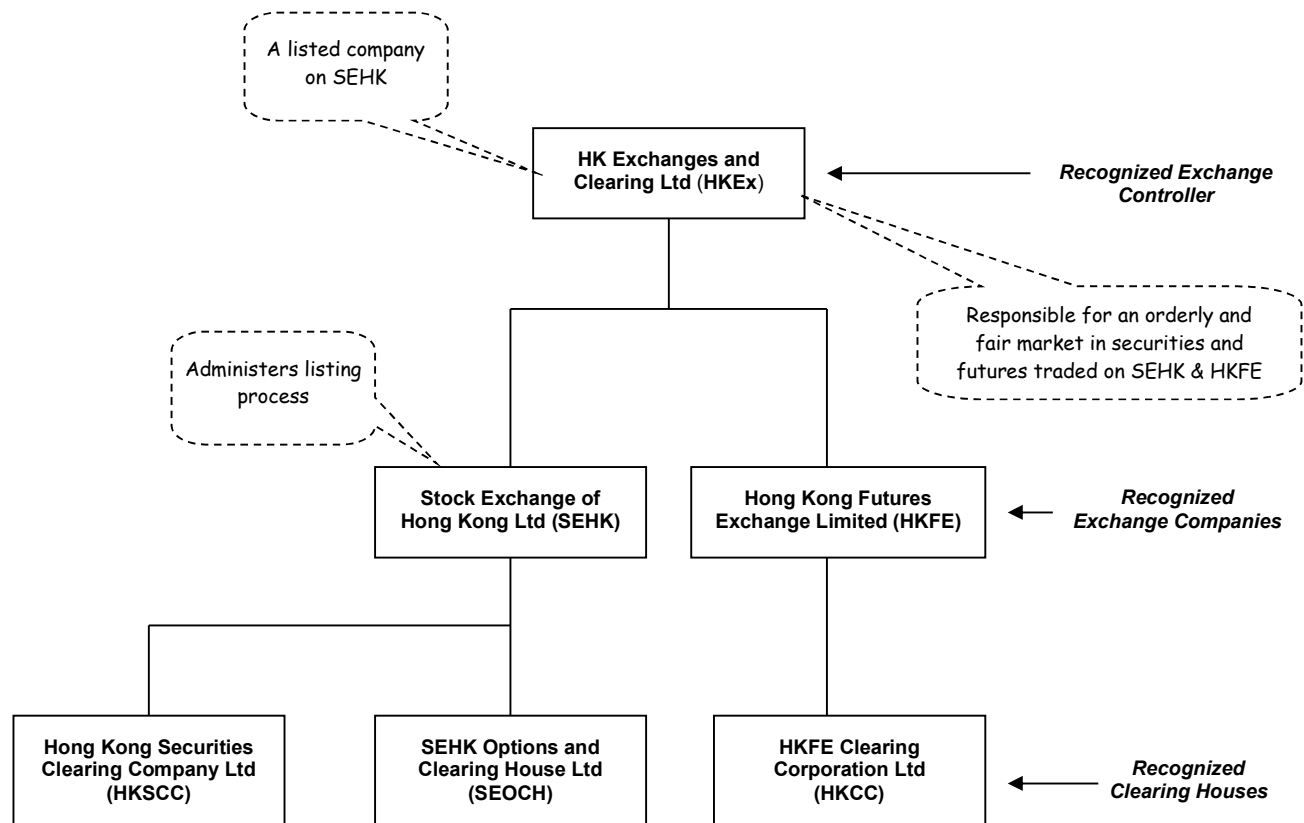 A listed company
on SEHK
HK Exchanges and
Clearing Ltd (HKEx)
Recognized Exchange
Controller
Responsible for an orderly and
fair market in securities and
futures traded on SEHK & HKFE
Administers listing
process
Stock Exchange of
Hong Kong Ltd (SEHK)
Hong Kong Futures
Exchange Limited (HKFE)
Recognized
Exchange Companies
Hong Kong Securities
Clearing Company Ltd
(HKSCC)
SEHK Options and
Clearing House Ltd
(SEOCH)
HKFE Clearing
Corporation Ltd
(HKCC)
Recognized
Clearing Houses